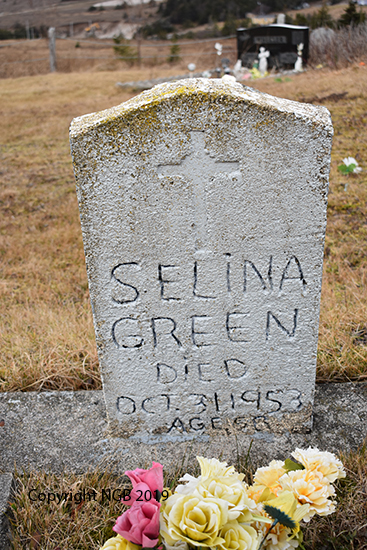 SELINA
GREEN
DIED
OCT.31.1953
AGE.68
Copyright NGB 2019